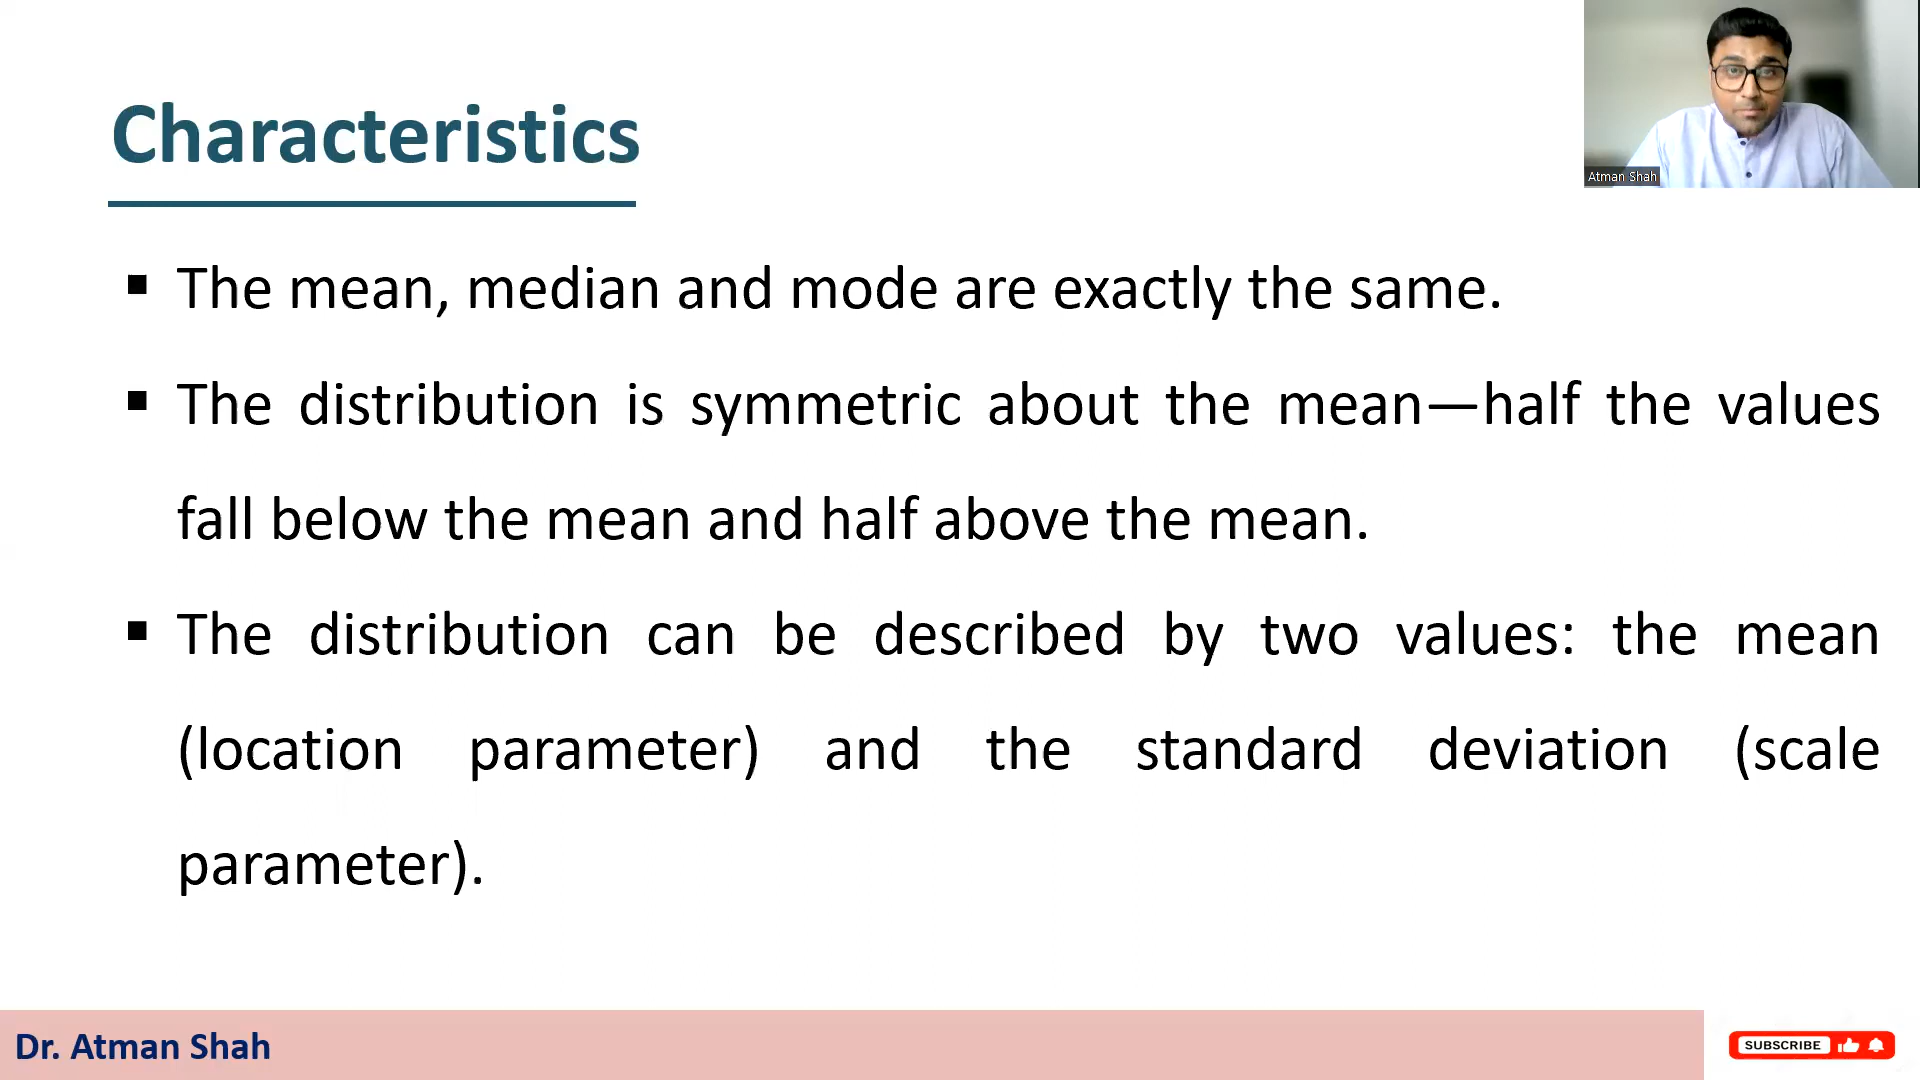 Characteristics
Atman Shah
▪ The mean, median and mode are exactly the same.
▪ The distribution is symmetric about the mean—half the values
fall below the mean and half above the mean.
▪ The distribution can be described by two values: the mean
(location parameter) and the standard deviation (scale
parameter).
Dr. Atman Shah
SUBSCRIBE